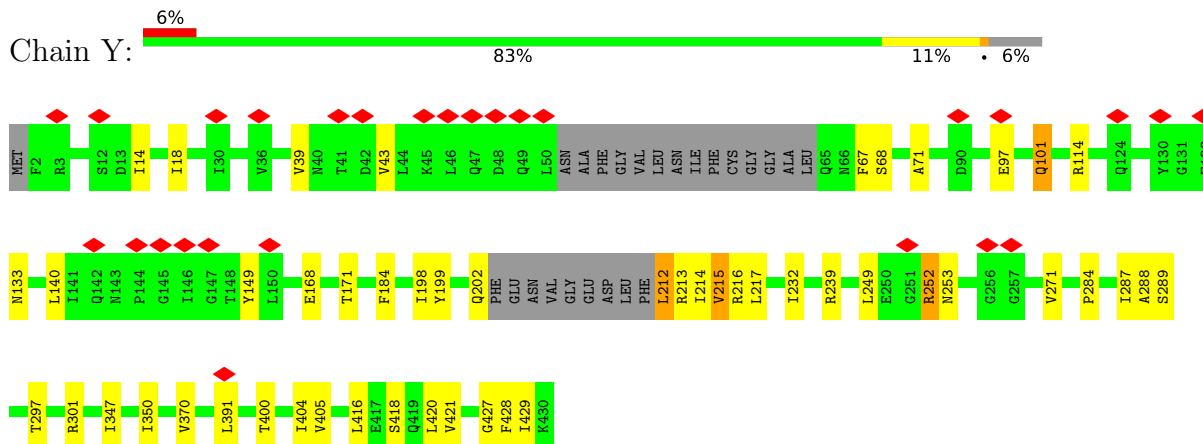 6%
Chain Y:
83% 11% • 6%
MET F2 R3 S12 D13 I14 I18 I30 V36 V39 N40 T41 D42 V43 L44 K45 L46 Q47 D48 Q49 L50 ASN ALA PHE GLY VAL LEU ASN ILE PHE CYS GLY GLY ALA LEU Q65 N66 F67 S68 A71 D90 E97 Q101 R114 Q124 Y130 G131
N133 L140 I141 Q142 N143 P144 G145 I146 G147 T148 Y149 L150 E168 T171 F184 I198 Y199 Q202 PHE GLU ASN VAL GLY GLU ASP LEU PHE L212 R213 I214 V215 R216 L217 I232 R239 L249 E250 G251 R252 N253 G256 G257 V271 P284 I287 A288 S289
T297 R301 I347 I350 V370 L391 T400 I404 V405 L416 E417 S418 Q419 L420 V421 G427 F428 I429 K430